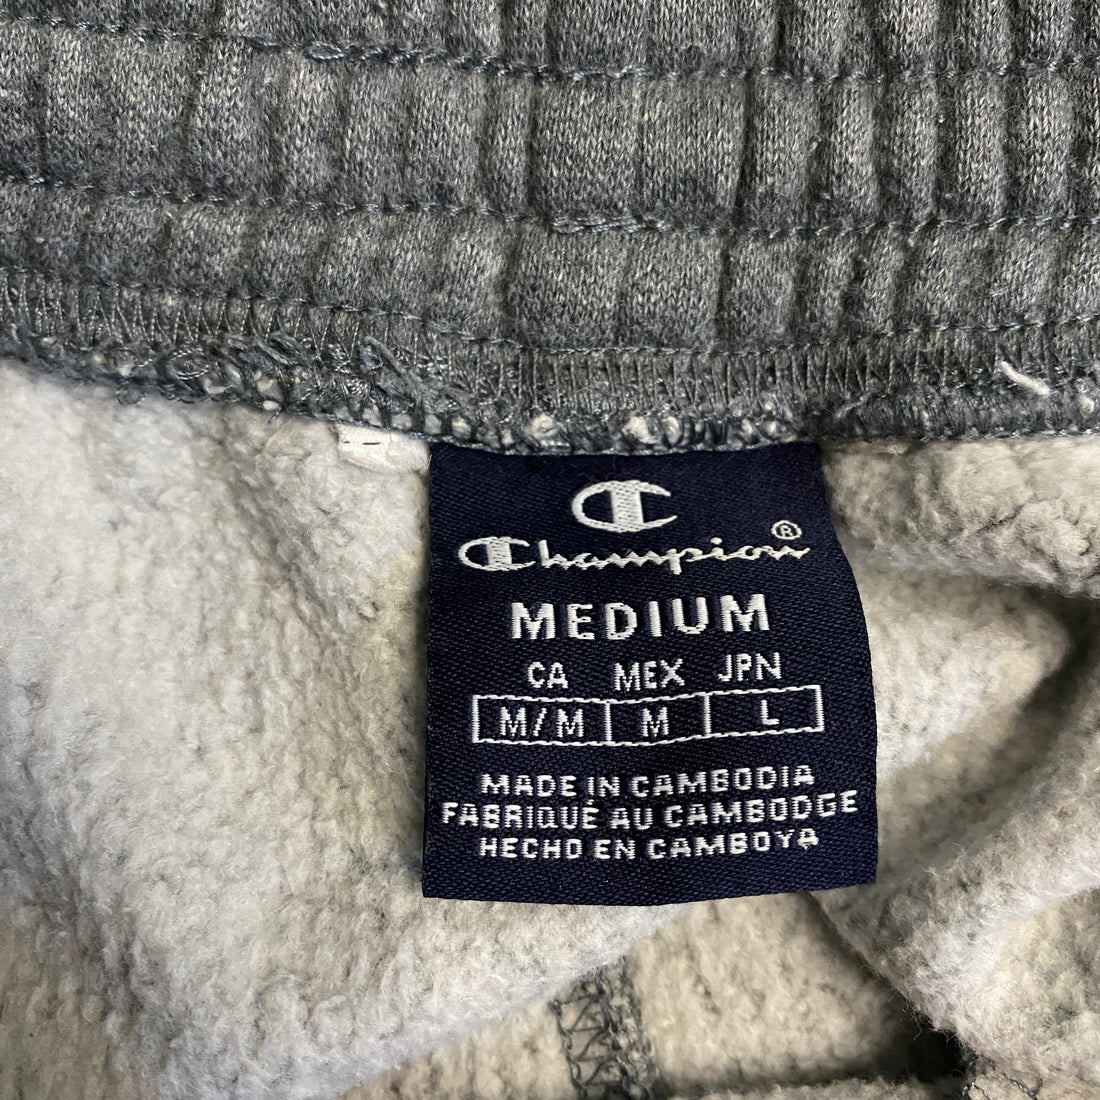 Champion®
MEDIUM
CA MEX JPN
M/M M L
MADE IN CAMBODIA
FABRIQUÉ AU CAMBODGE
HECHO EN CAMBOYA